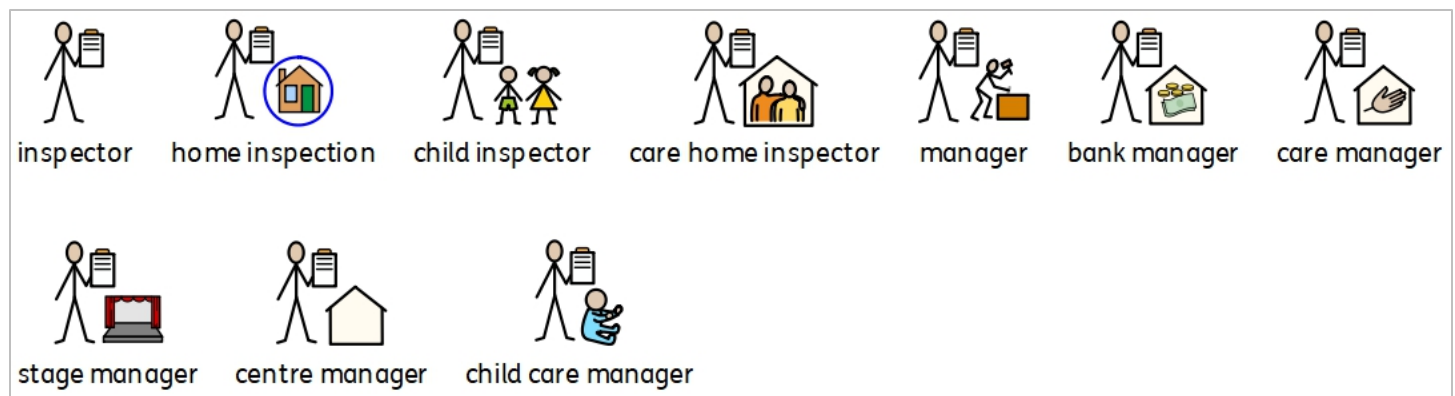 inspector home inspection child inspector care home inspector manager bank manager care manager
stage manager centre manager child care manager